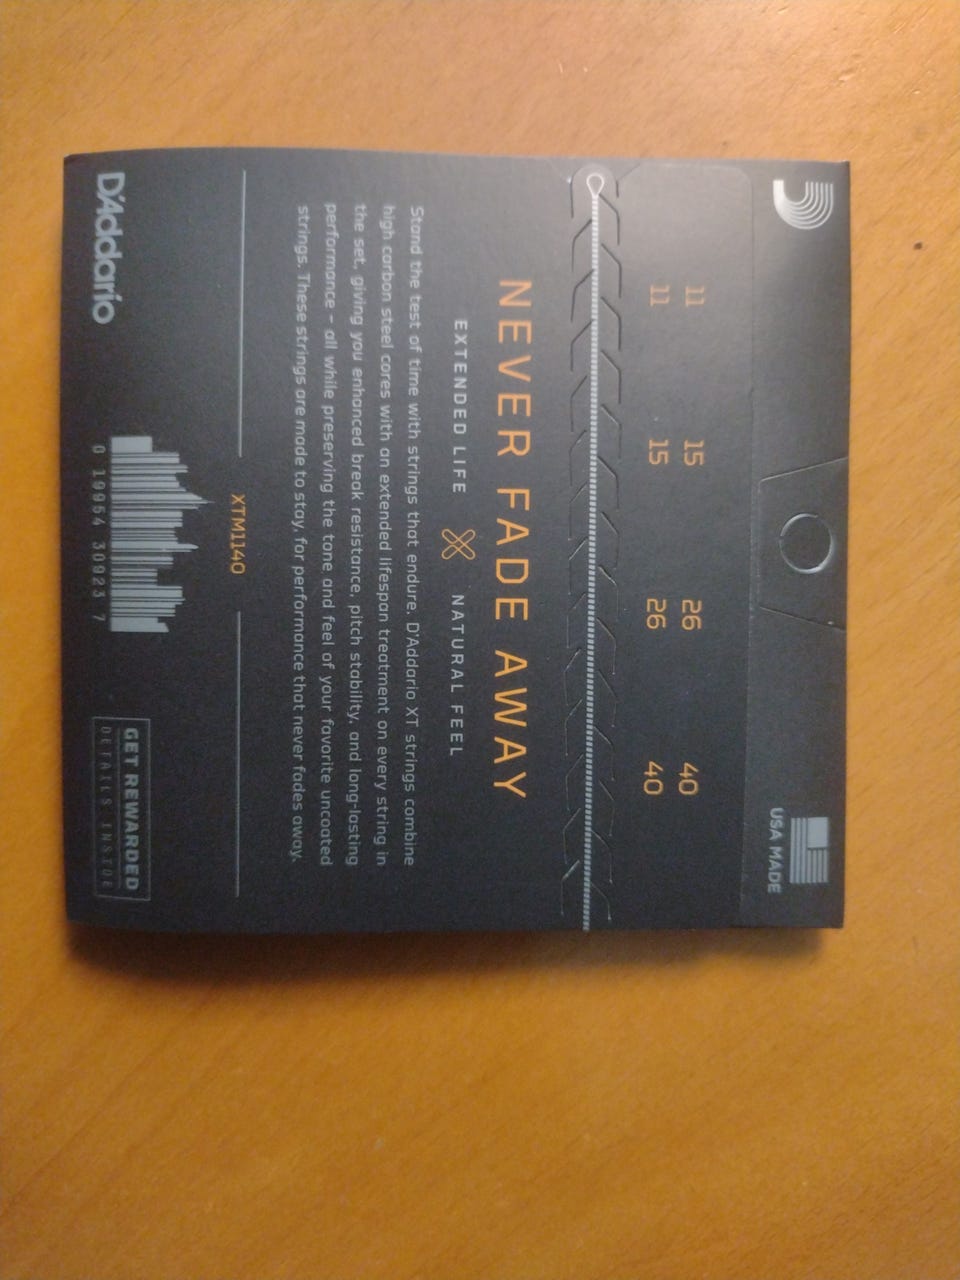 USA MADE
11 15 26 40
11 15 26 40
NEVER FADE AWAY
EXTENDED LIFE NATURAL FEEL
Stand the test of time with strings that endure. D'Addario XT strings combine
high carbon steel cores with an extended lifespan treatment on every string in
the set, giving you enhanced break resistance, pitch stability, and long-lasting
performance – all while preserving the tone and feel of your favorite uncoated
strings. These strings are made to stay, for performance that never fades away.
XTM1140
D'Addario
0 19954 30923 7
GET REWARDED
DETAILS INSIDE